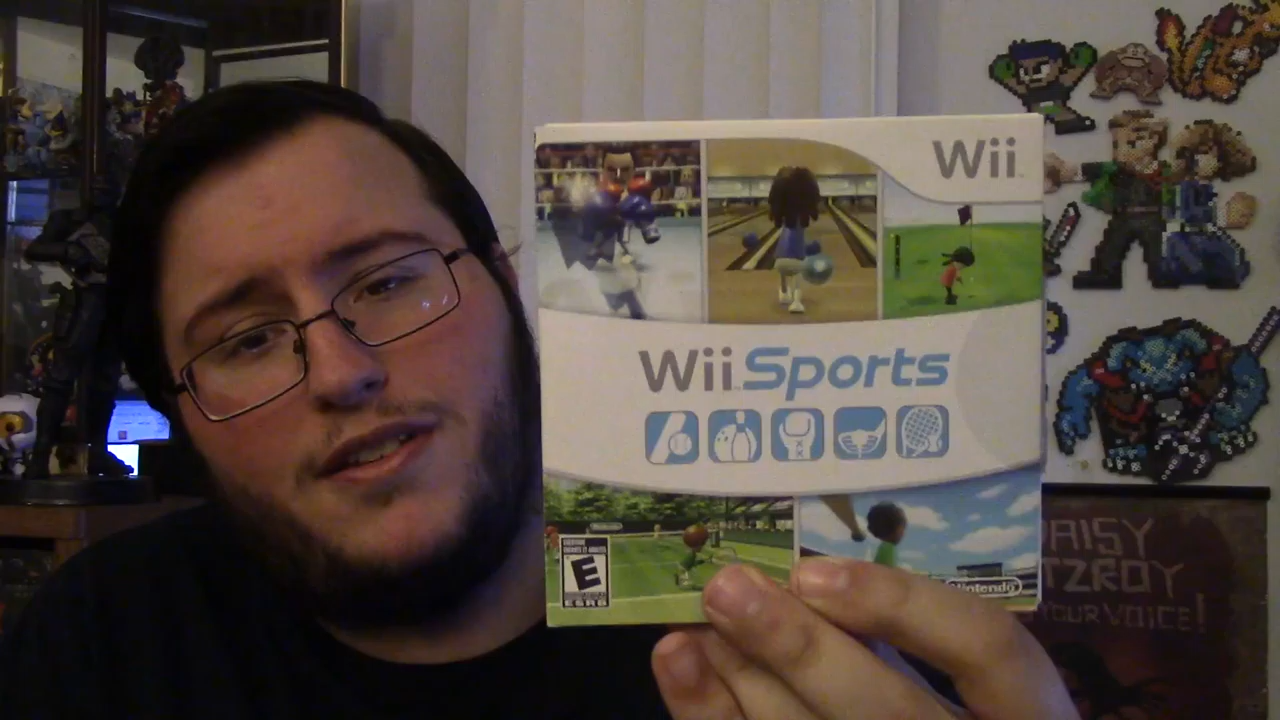 Wii
Wii Sports
Nintendo
E
ESRB
DAISY
TZROY
YOUR VOICE!